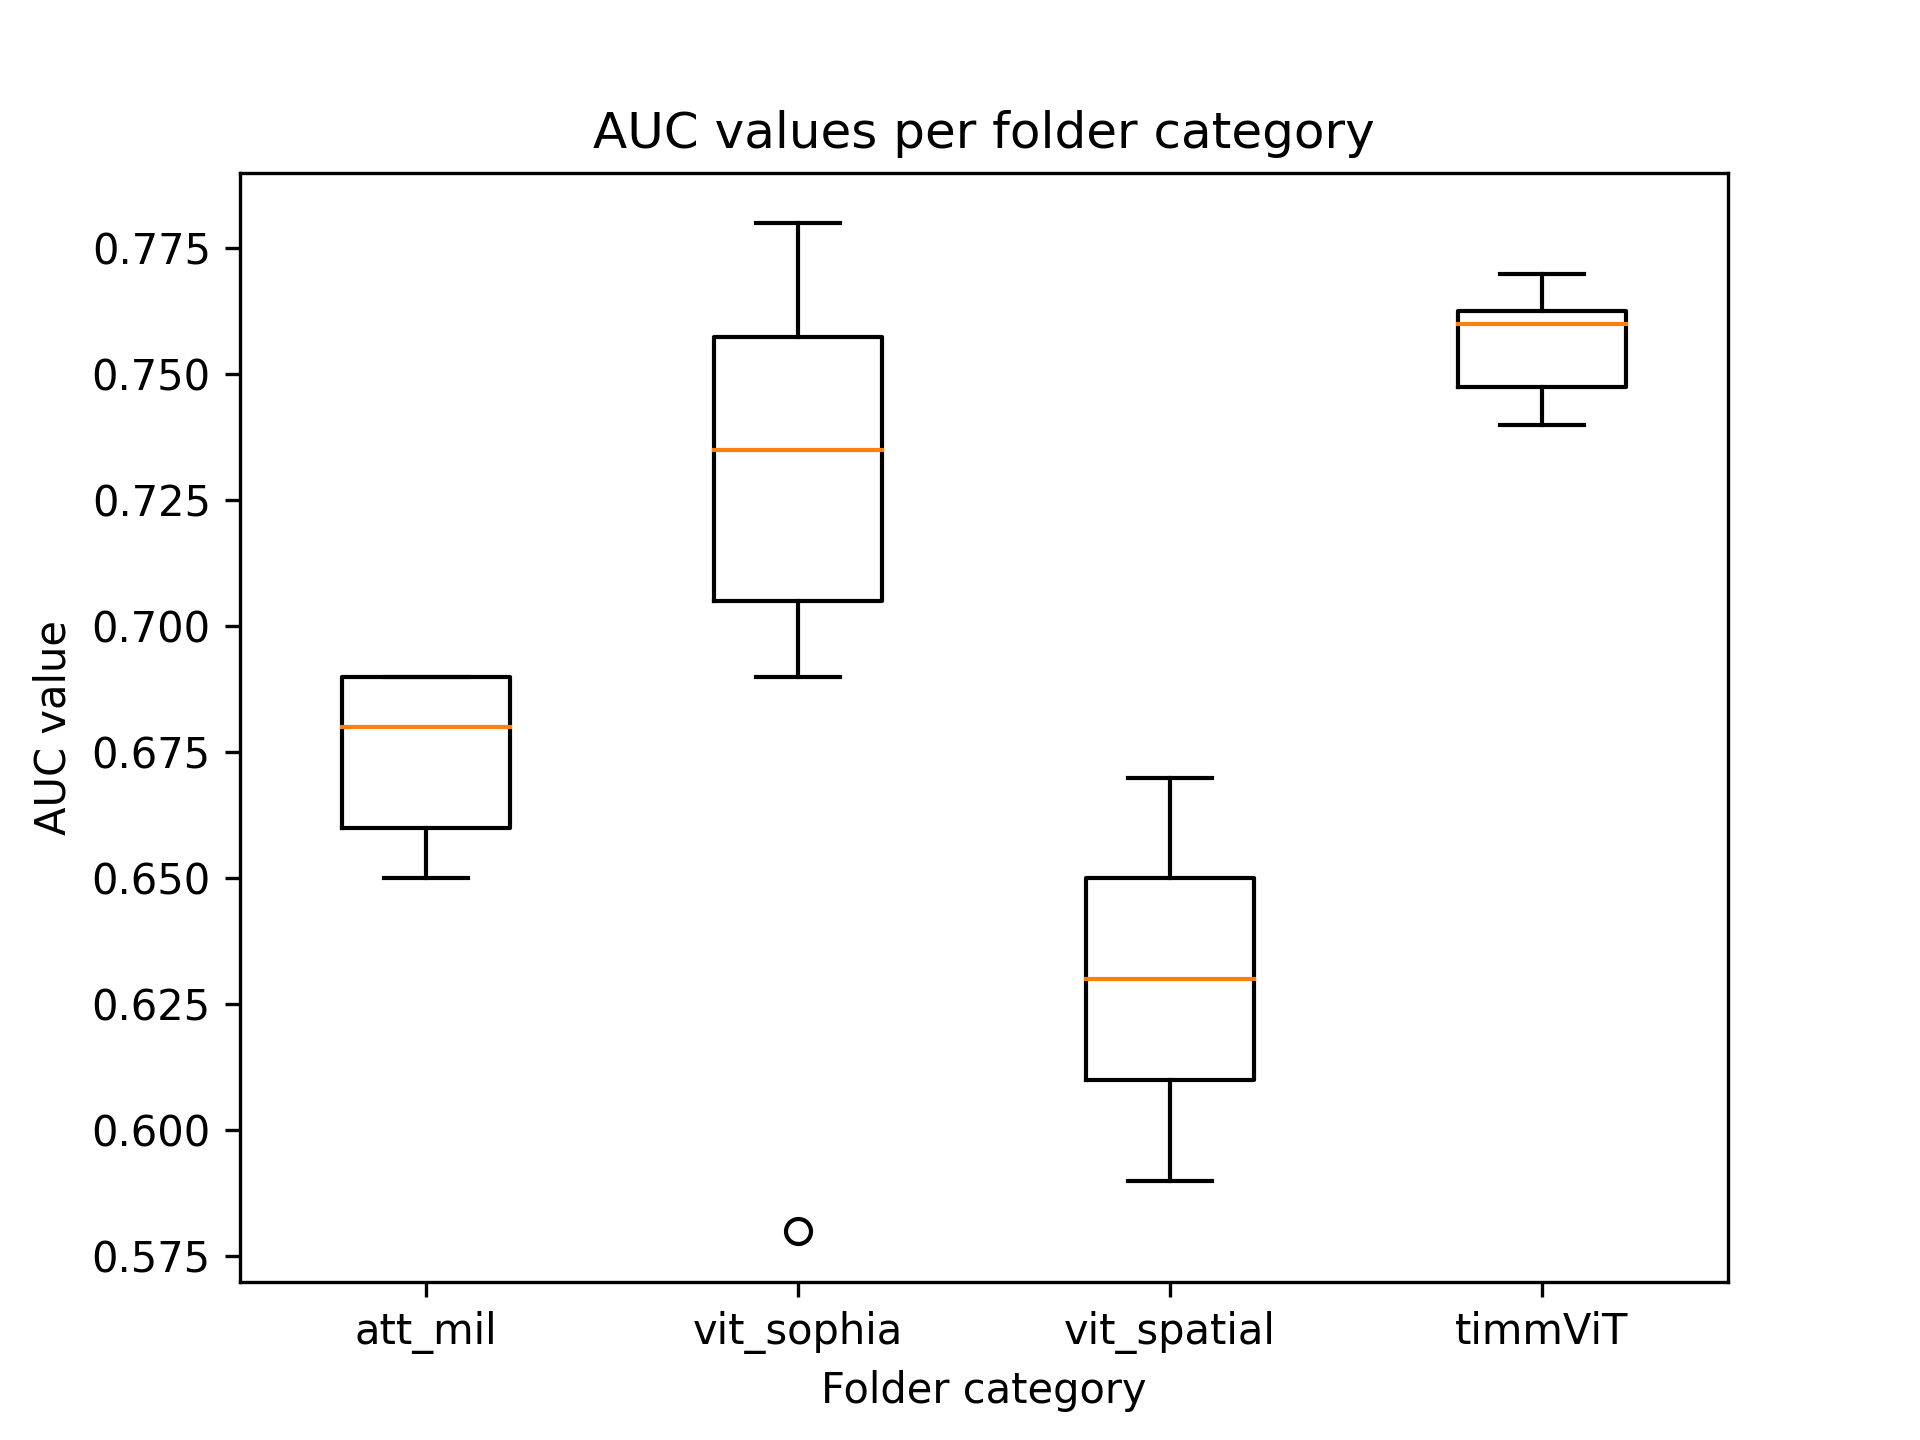 AUC values per folder category
AUC value
0.775
0.750
0.725
0.700
0.675
0.650
0.625
0.600
0.575
att_mil vit_sophia vit_spatial timmViT
Folder category